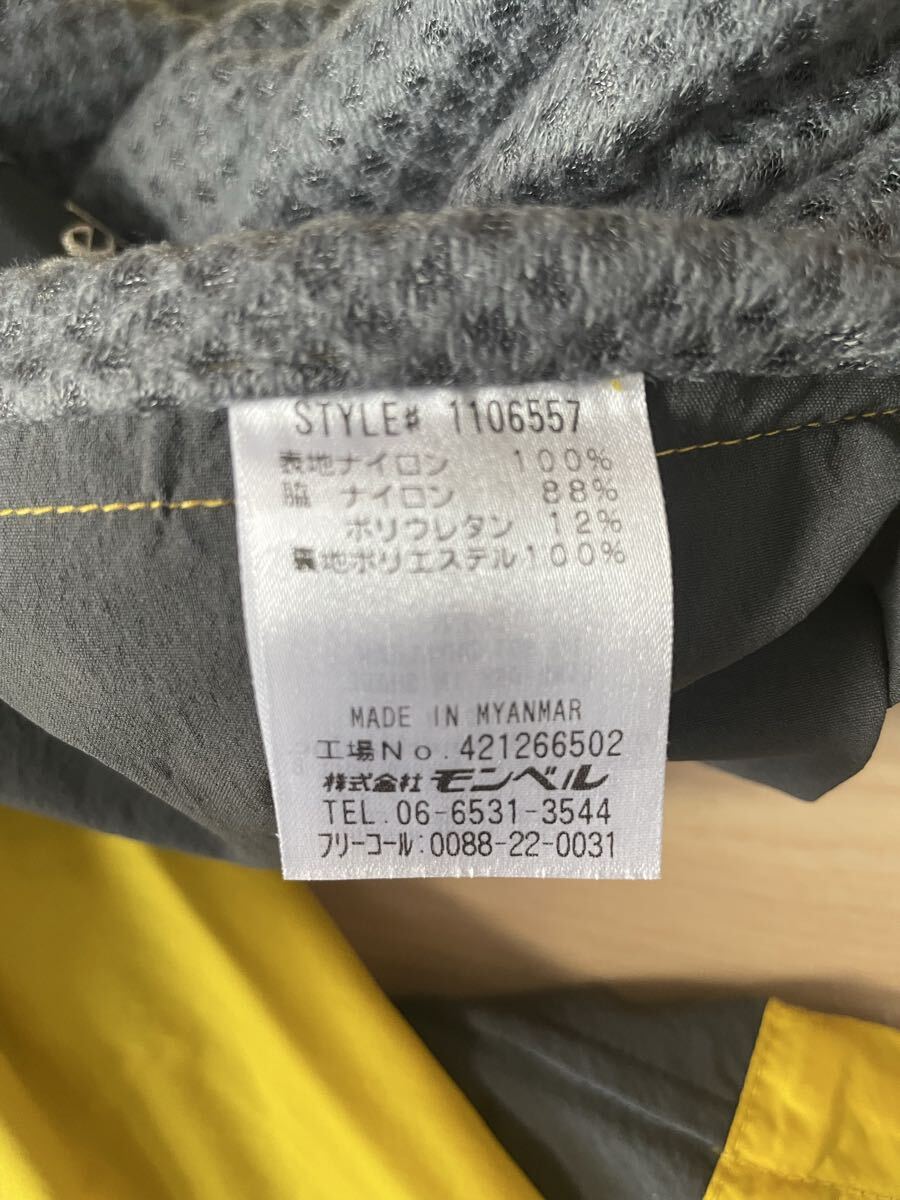 STYLE# 1106557
表地ナイロン 100%
脇 ナイロン 88%
ポリウレタン 12%
裏地ポリエステル100%
MADE IN MYANMAR
工場No.421266502
株式会社 モンベル
TEL.06-6531-3544
フリーコール:0088-22-0031